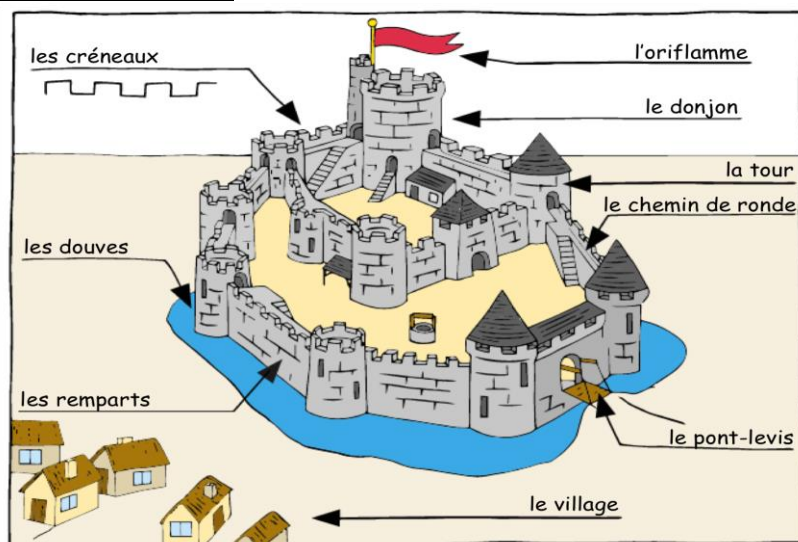 les créneaux
l'oriflamme
le donjon
la tour
le chemin de ronde
les douves
les remparts
le pont-levis
le village